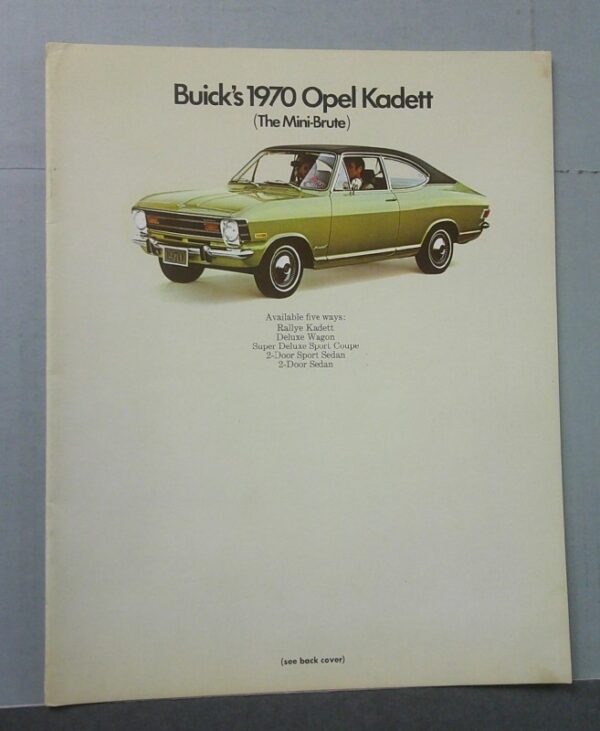 Buick's 1970 Opel Kadett
(The Mini-Brute)
Available five ways:
Rallye Kadett
Deluxe Wagon
Super Deluxe Sport Coupe
2-Door Sport Sedan
2-Door Sedan
(see back cover)